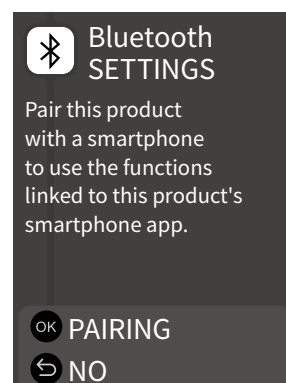 Bluetooth
SETTINGS
Pair this product
with a smartphone
to use the functions
linked to this product's
smartphone app.
OK PAIRING
NO